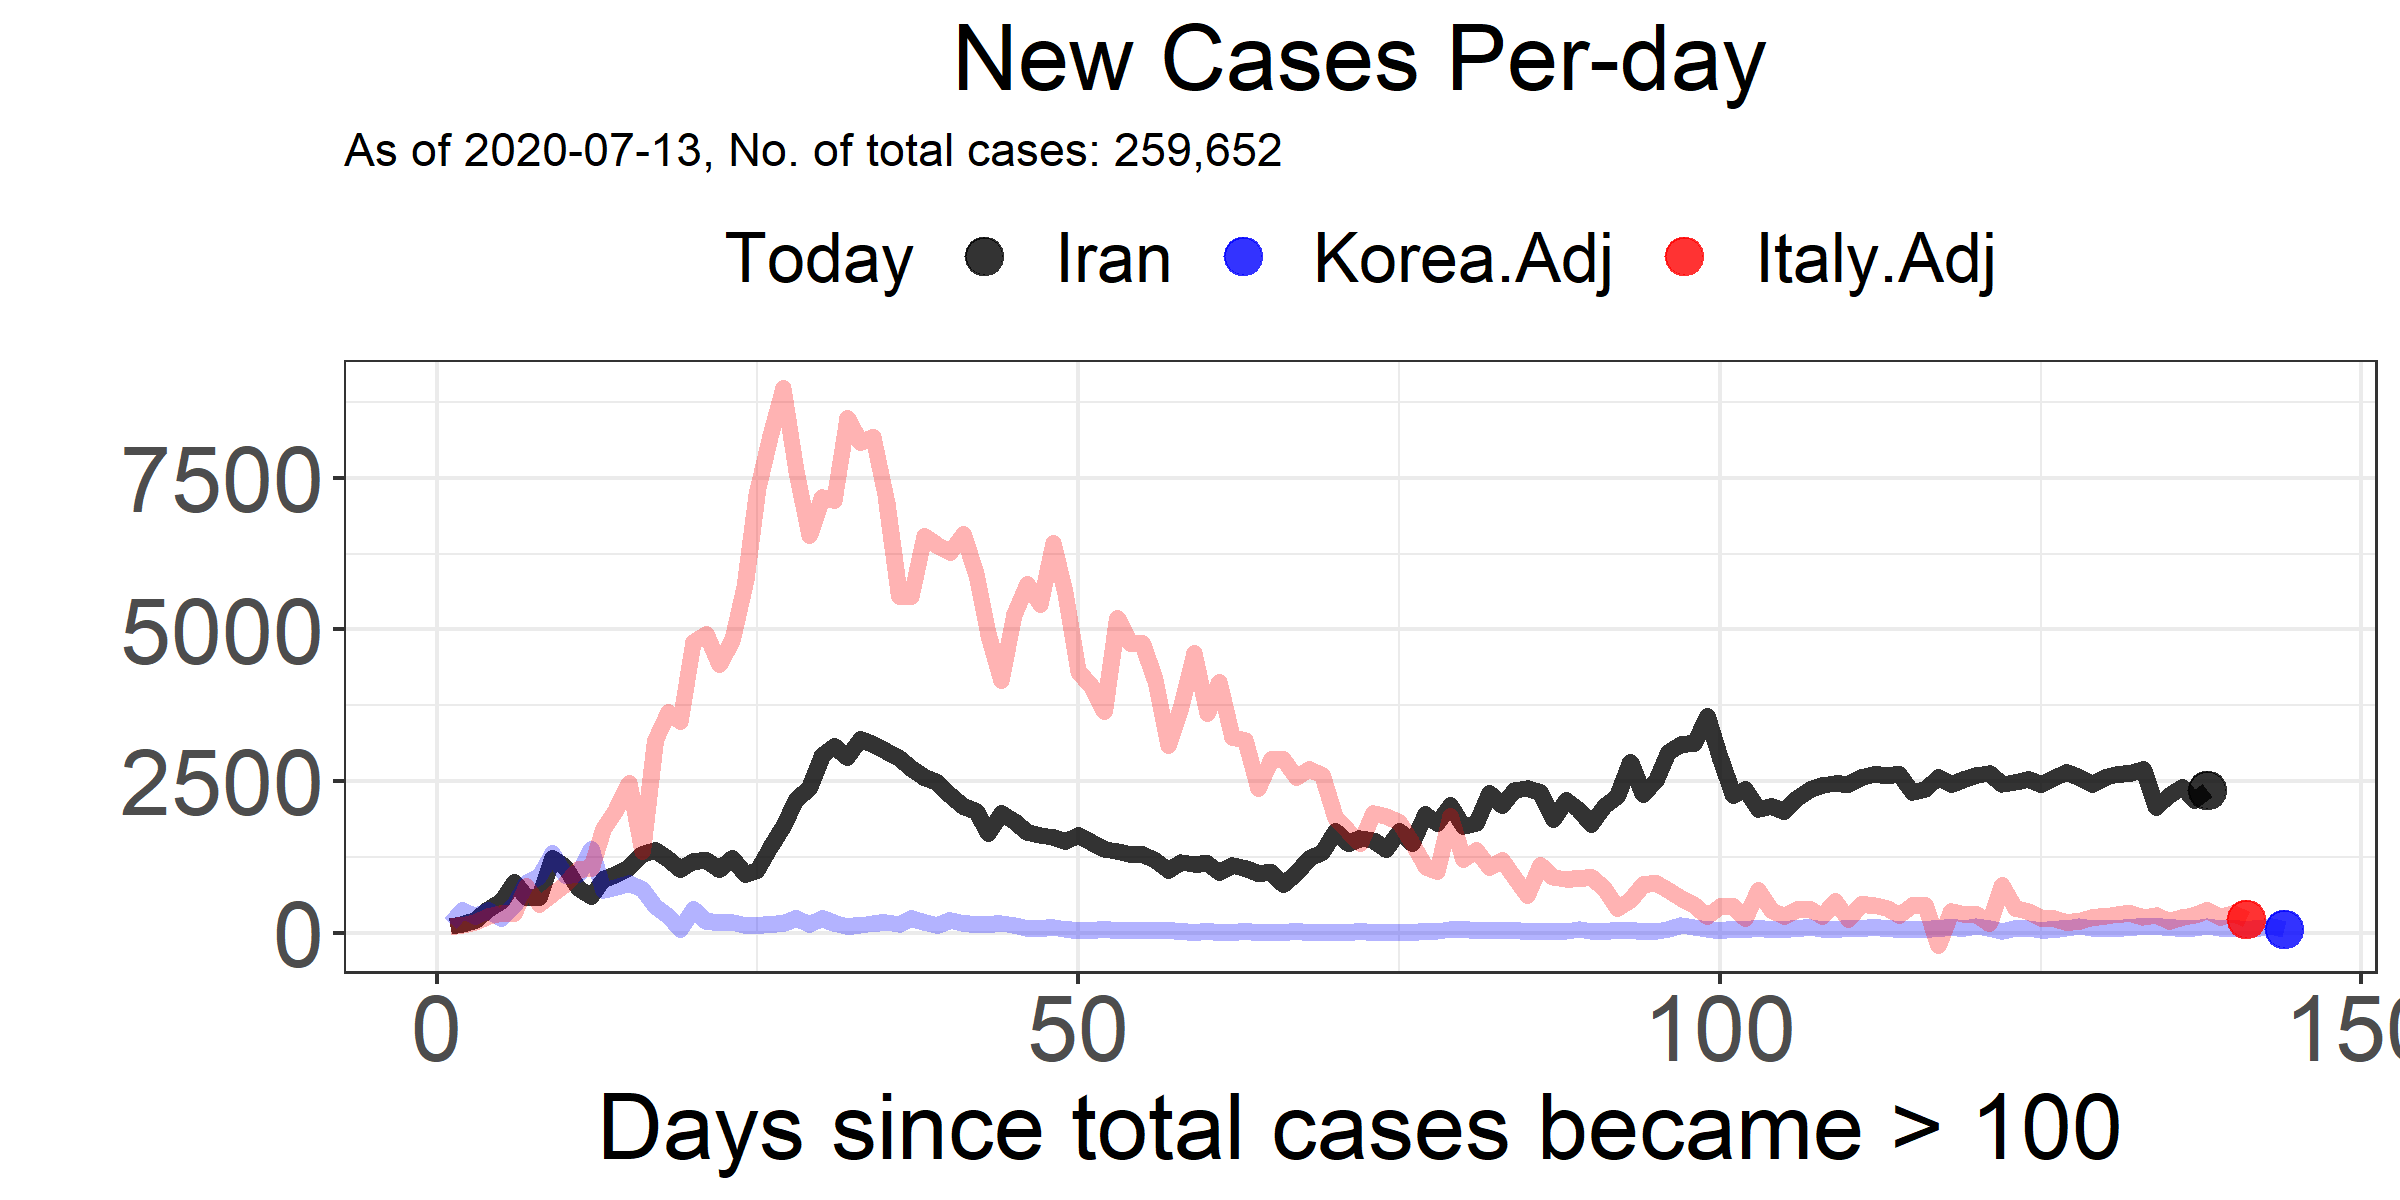 New Cases Per-day
As of 2020-07-13, No. of total cases: 259,652
Today Iran Korea.Adj Italy.Adj
7500
5000
2500
0
0 50 100 150
Days since total cases became > 100